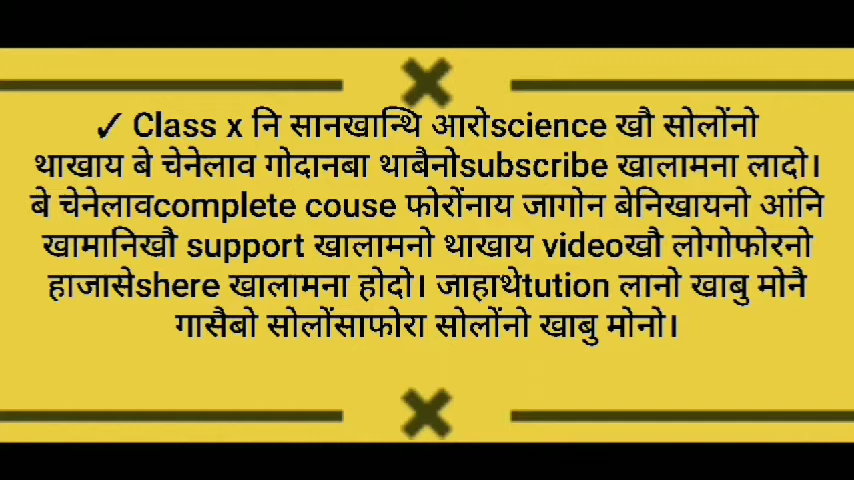 ✓ Class x नि सानखान्थि आरोscience खौ सोलोंनो
थाखाय बे चेनेलाव गोदानबा थाबैनोsubscribe खालामना लादो।
बे चेनेलावcomplete couse फोरोंनाय जागोन बेनिखायनो आंनि
खामानिखौ support खालामनो थाखाय videoखौ लोगोफोरनो
हाजासेshere खालामना होदो। जाहाथेtution लानो खाबु मोनै
गासैबो सोलोंसाफोरा सोलोंनो खाबु मोनो।